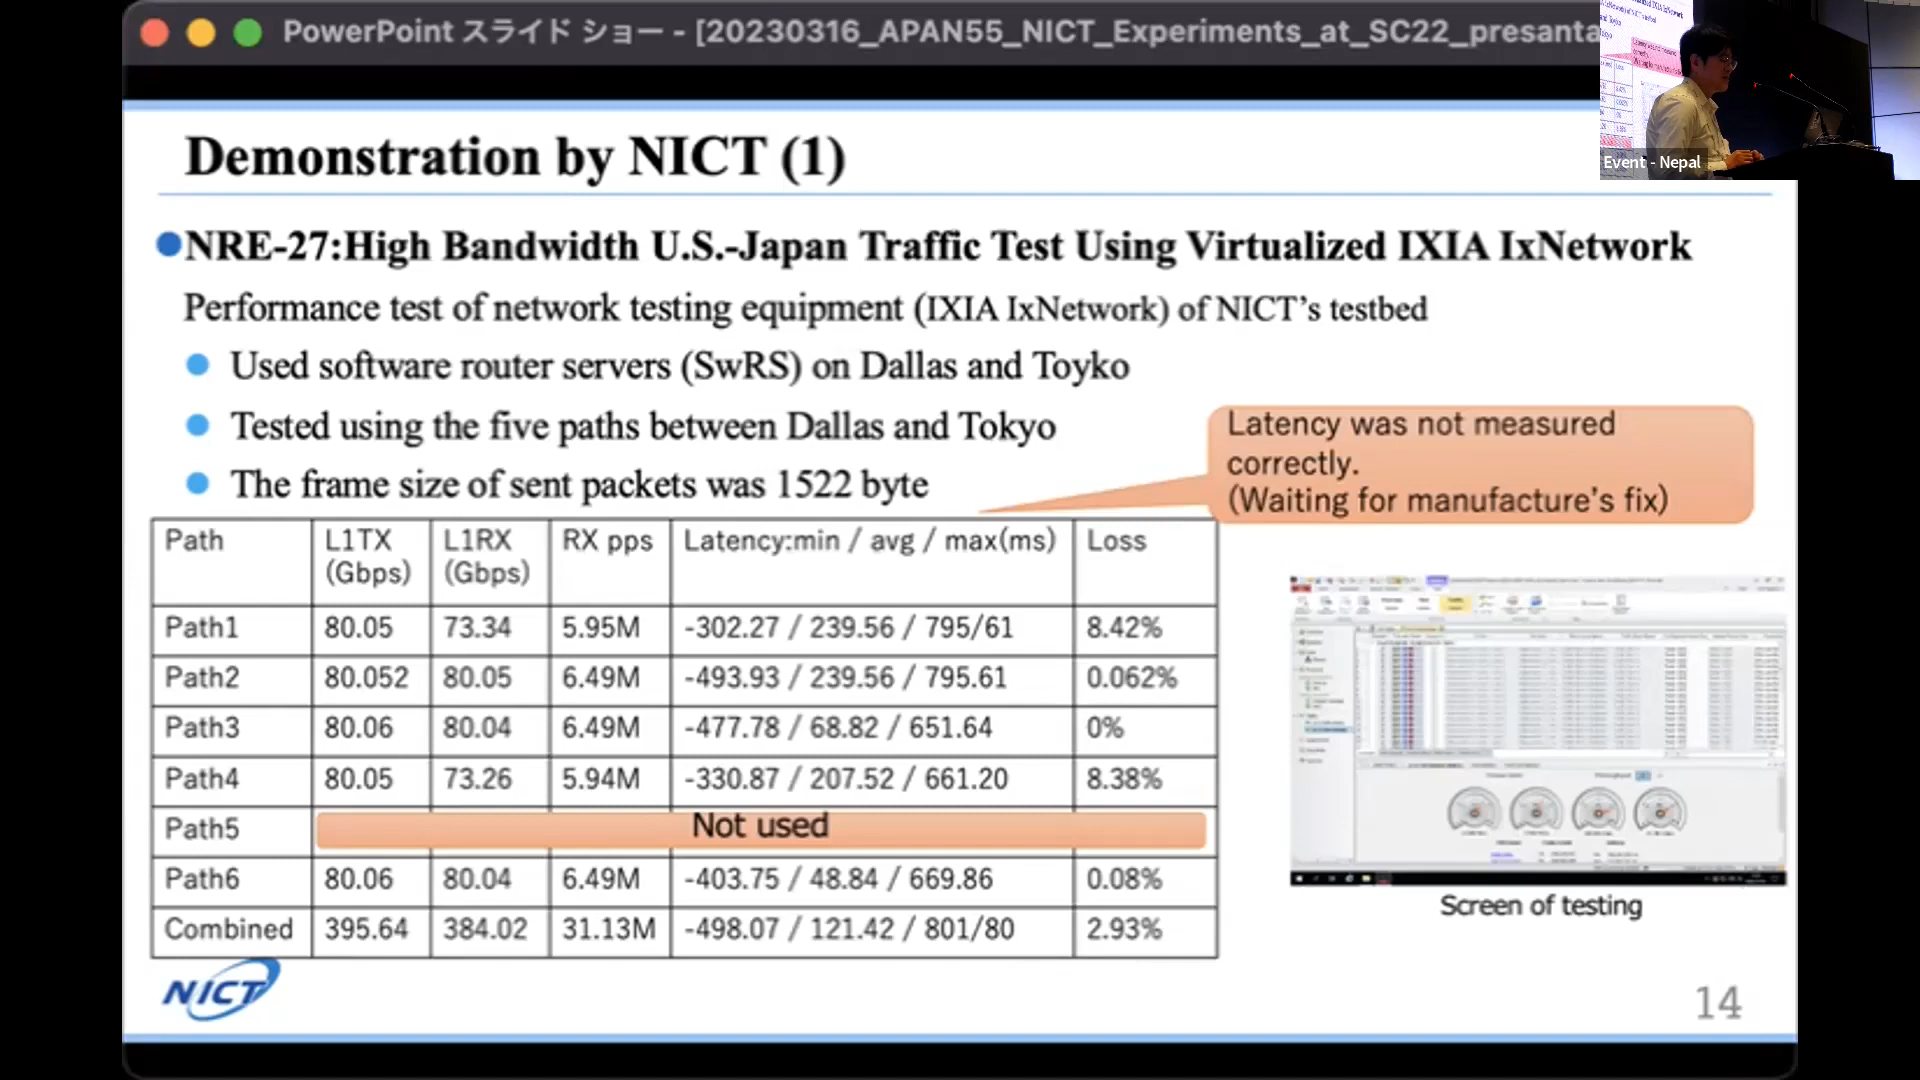 PowerPoint スライド ショー - [20230316_APAN55_NICT_Experiments_at_SC22_presanta
Event - Nepal
Demonstration by NICT (1)
NRE-27:High Bandwidth U.S.-Japan Traffic Test Using Virtualized IXIA IxNetwork
Performance test of network testing equipment (IXIA IxNetwork) of NICT’s testbed
Used software router servers (SwRS) on Dallas and Toyko
Tested using the five paths between Dallas and Tokyo
The frame size of sent packets was 1522 byte
Latency was not measured
correctly.
(Waiting for manufacture’s fix)
Path L1TX (Gbps) L1RX (Gbps) RX pps Latency:min / avg / max(ms) Loss
Path1 80.05 73.34 5.95M -302.27 / 239.56 / 795/61 8.42%
Path2 80.052 80.05 6.49M -493.93 / 239.56 / 795.61 0.062%
Path3 80.06 80.04 6.49M -477.78 / 68.82 / 651.64 0%
Path4 80.05 73.26 5.94M -330.87 / 207.52 / 661.20 8.38%
Path5 Not used
Path6 80.06 80.04 6.49M -403.75 / 48.84 / 669.86 0.08%
Combined 395.64 384.02 31.13M -498.07 / 121.42 / 801/80 2.93%
Screen of testing
NICT
14